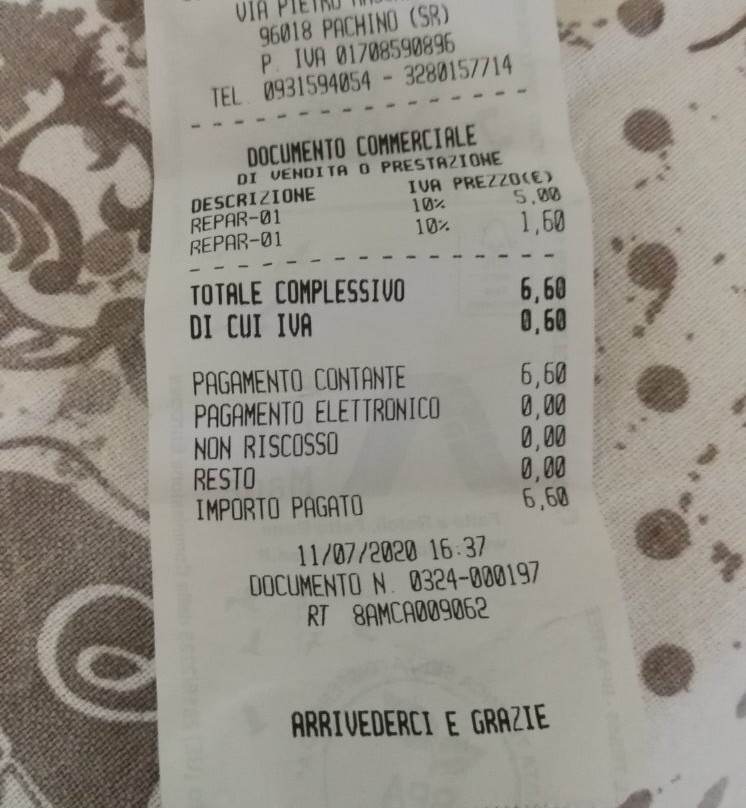 VIA PIETRO
96018 PACHINO (SR)
P. IVA 01708590896
TEL. 0931594054 - 3280157714
DOCUMENTO COMMERCIALE
DI VENDITA O PRESTAZIONE
DESCRIZIONE IVA PREZZO(E)
REPAR-01 10% 5,00
REPAR-01 10% 1,60
TOTALE COMPLESSIVO 6,60
DI CUI IVA 0,60
PAGAMENTO CONTANTE 6,60
PAGAMENTO ELETTRONICO 0,00
NON RISCOSSO 0,00
RESTO 0,00
IMPORTO PAGATO 6,60
11/07/2020 16:37
DOCUMENTO N. 0324-000197
RT 8AMCA009062
ARRIVEDERCI E GRAZIE